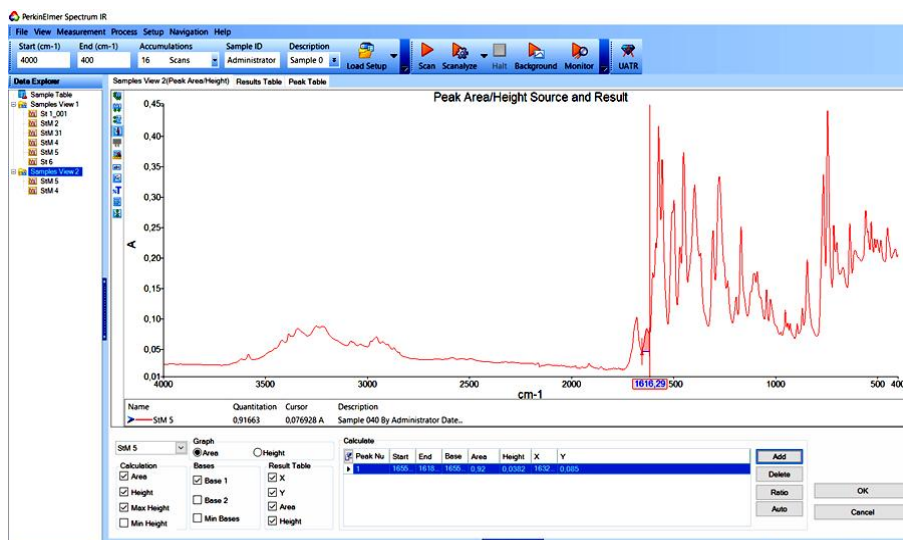 PerkinElmer Spectrum IR
File View Measurement Process Setup Navigation Help
Start (cm-1) End (cm-1) Accumulations Sample ID Description
4000 400 16 Scans Administrator Sample 0 Load Setup Scan Scanalyze Halt Background Monitor UATR
Data Explorer
Sample Table
Samples View 1
St 1_001
StM 2
StM 31
StM 4
StM 5
St 6
Samples View 2
StM 5
StM 4
Samples View 2(Peak Area/Height) Results Table Peak Table
Peak Area/Height Source and Result
0,45
0,40
0,35
0,30
0,25
0,20
0,15
0,10
0,05
0,01
A
4000 3500 3000 2500 2000 1616,29 500 1000 500 400
cm-1
Name Quantitation Cursor Description
StM 5 0,91663 0,076928 A Sample 040 By Administrator Date...
StM 5
Graph
Area Height
Calculation
Area
Height
Max Height
Min Height
Bases
Base 1
Base 2
Min Bases
Result Table
X
Y
Area
Height
Calculate
Peak Nu Start End Base Area Height X Y
1 1655... 1618... 1655... 0,92 0,0382 1632... 0,085
Add
Delete
Ratio
Auto
OK
Cancel